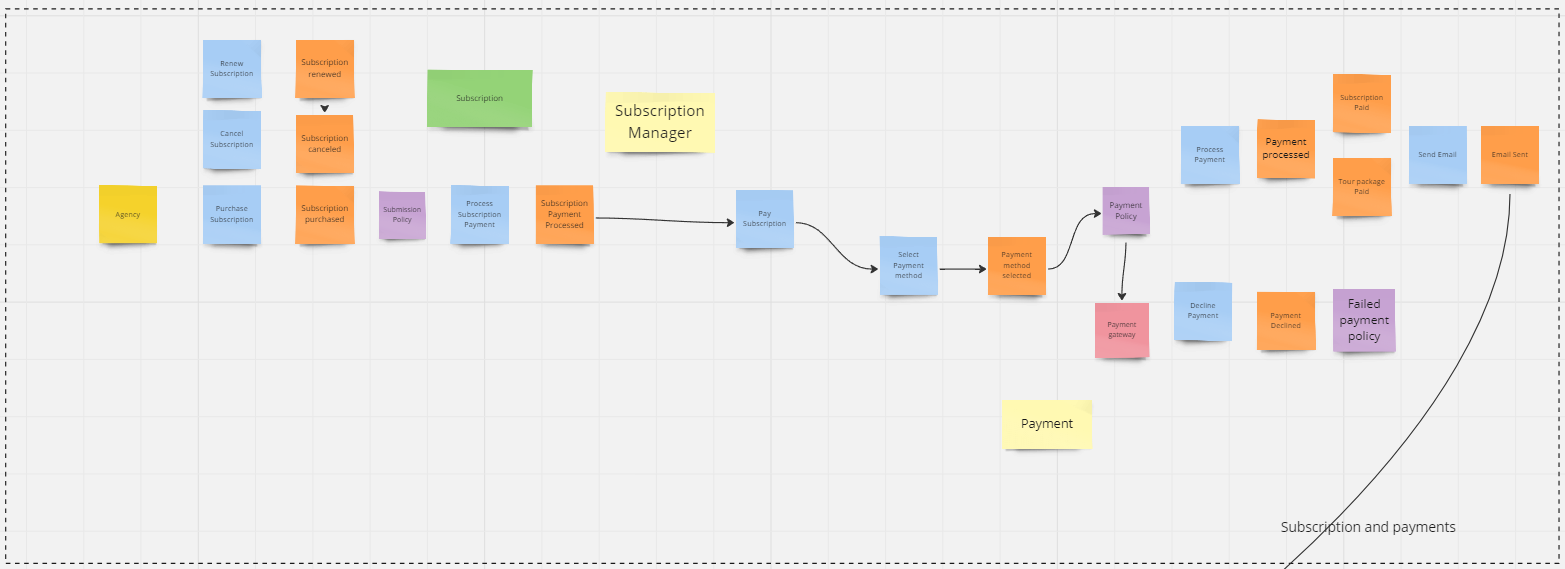 Renew
Subscription
Subscription
renewed
Cancel
Subscription
Subscription
canceled
Agency
Purchase
Subscription
Subscription
purchased
Submission
Policy
Process
Subscription
Payment
Subscription
Payment
Processed
Subscription
Subscription
Manager
Pay
Subscription
Select
Payment
method
Payment
method
selected
Payment
Policy
Payment
gateway
Process
Payment
Payment
processed
Subscription
Paid
Tour package
Paid
Send Email
Email Sent
Decline
Payment
Payment
Declined
Failed
payment
policy
Payment
Subscription and payments